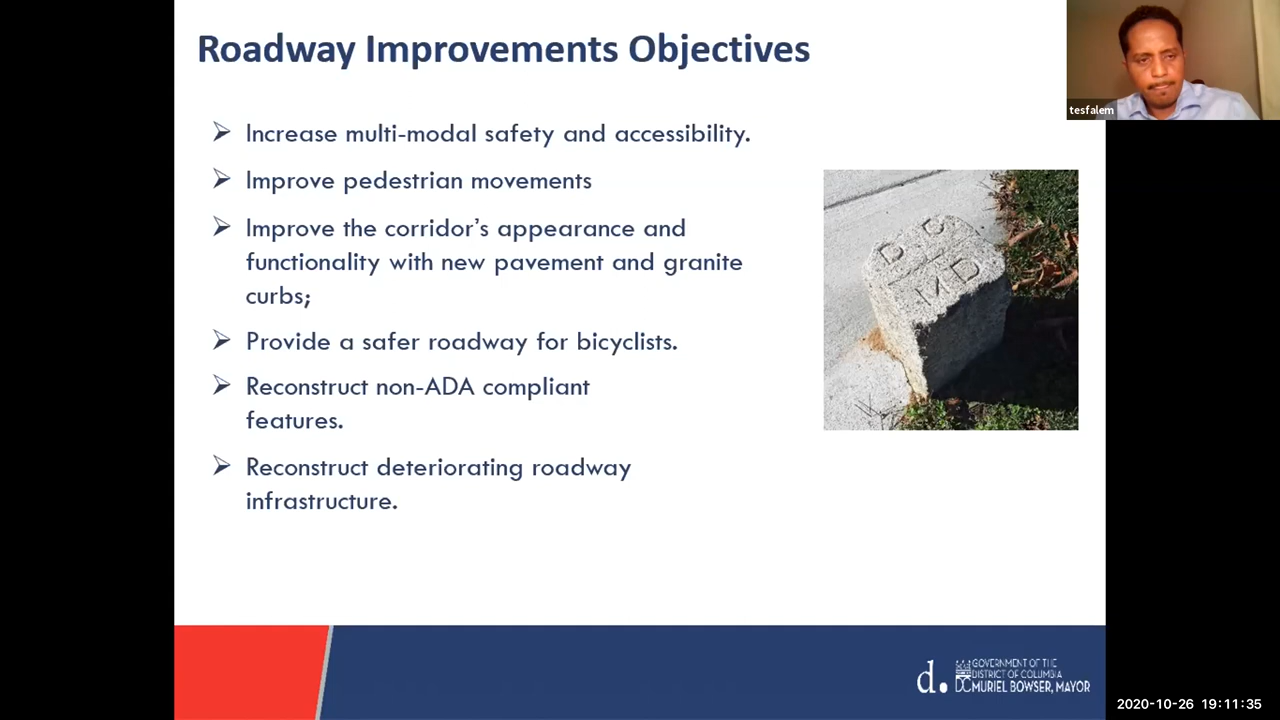 Roadway Improvements Objectives
tesfalem
Increase multi-modal safety and accessibility.
Improve pedestrian movements
Improve the corridor's appearance and
functionality with new pavement and granite
curbs;
Provide a safer roadway for bicyclists.
Reconstruct non-ADA compliant
features.
Reconstruct deteriorating roadway
infrastructure.
D C
MD
d.
GOVERNMENT OF THE
DISTRICT OF COLUMBIA
DC MURIEL BOWSER, MAYOR
2020-10-26 19:11:35